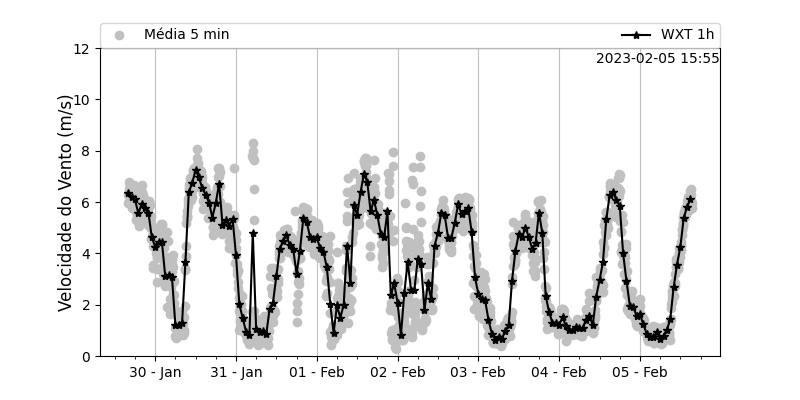 Média 5 min WXT 1h
2023-02-05 15:55
Velocidade do Vento (m/s)
12
10
8
6
4
2
0
30 - Jan 31 - Jan 01 - Feb 02 - Feb 03 - Feb 04 - Feb 05 - Feb